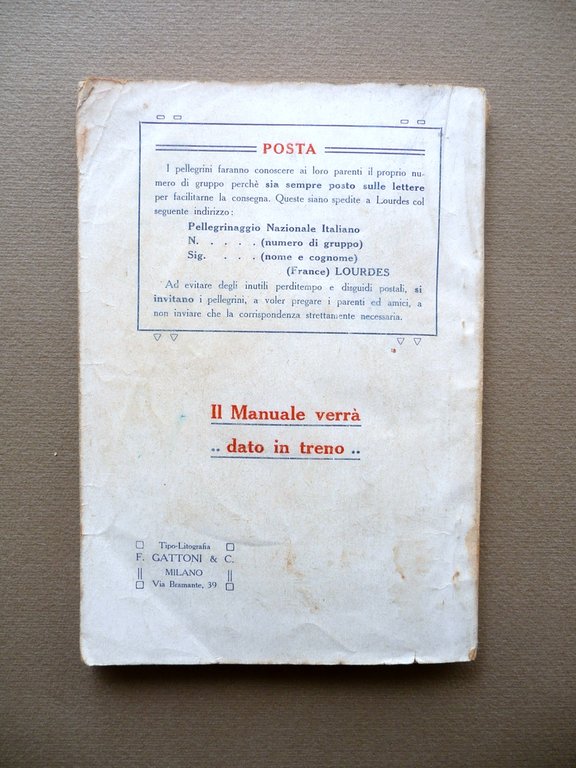 POSTA
I pellegrini faranno conoscere ai loro parenti il proprio nu-
mero di gruppo perchè sia sempre posto sulle lettere
per facilitarne la consegna. Queste siano spedite a Lourdes col
seguente indirizzo:
Pellegrinaggio Nazionale Italiano
N. . . . . (numero di gruppo)
Sig. . . . (nome e cognome)
(France) LOURDES
Ad evitare degli inutili perditempo e disguidi postali, si
invitano i pellegrini, a voler pregare i parenti ed amici, a
non inviare che la corrispondenza strettamente necessaria.
Il Manuale verrà
.. dato in treno ..
Tipo-Litografia
F. GATTONI & C.
MILANO
Via Bramante, 39